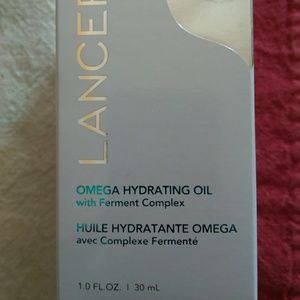 LANCER
OMEGA HYDRATING OIL
with Ferment Complex
HUILE HYDRATANTE OMEGA
avec Complexe Fermenté
1.0 FL.OZ. | 30 mL